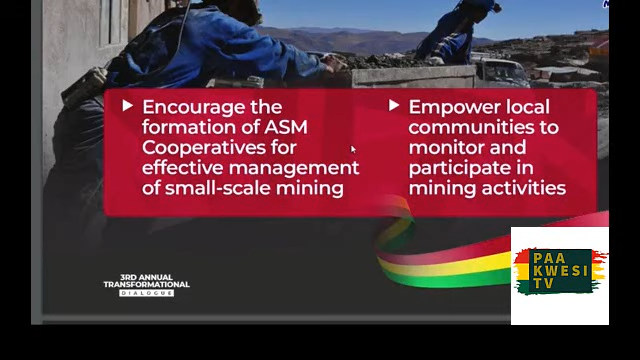 Encourage the
formation of ASM
Cooperatives for
effective management
of small-scale mining
Empower local
communities to
monitor and
participate in
mining activities
3RD ANNUAL
TRANSFORMATIONAL
DIALOGUE
PAA
KWESI
TV